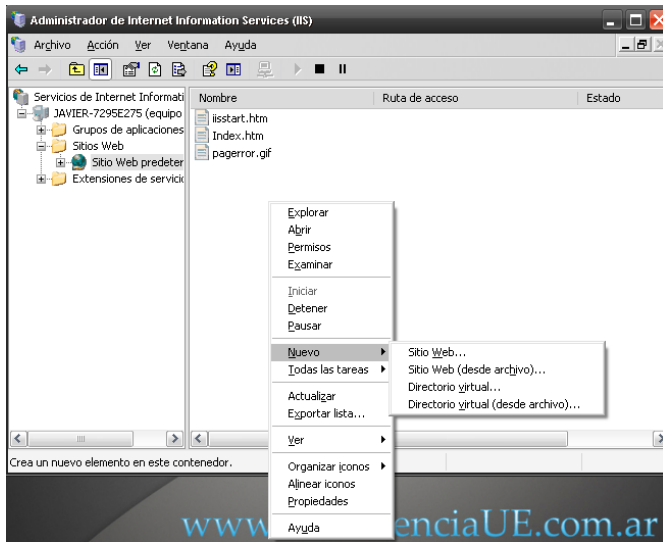 Administrador de Internet Information Services (IIS)
Archivo Acción Ver Ventana Ayuda
Servicios de Internet Informati
JAVIER-7295E275 (equipo
Grupos de aplicaciones
Sitios Web
Sitio Web predeter
Extensiones de servicic
Nombre Ruta de acceso Estado
iisstart.htm
Index.htm
pagerror.gif
Explorar
Abrir
Permisos
Examinar
Iniciar
Detener
Pausar
Nuevo
Todas las tareas
Actualizar
Exportar lista...
Ver
Organizar iconos
Alinear iconos
Propiedades
Ayuda
Sitio Web...
Sitio Web (desde archivo)...
Directorio virtual...
Directorio virtual (desde archivo)...
Crea un nuevo elemento en este contenedor.
www enciaUE.com.ar